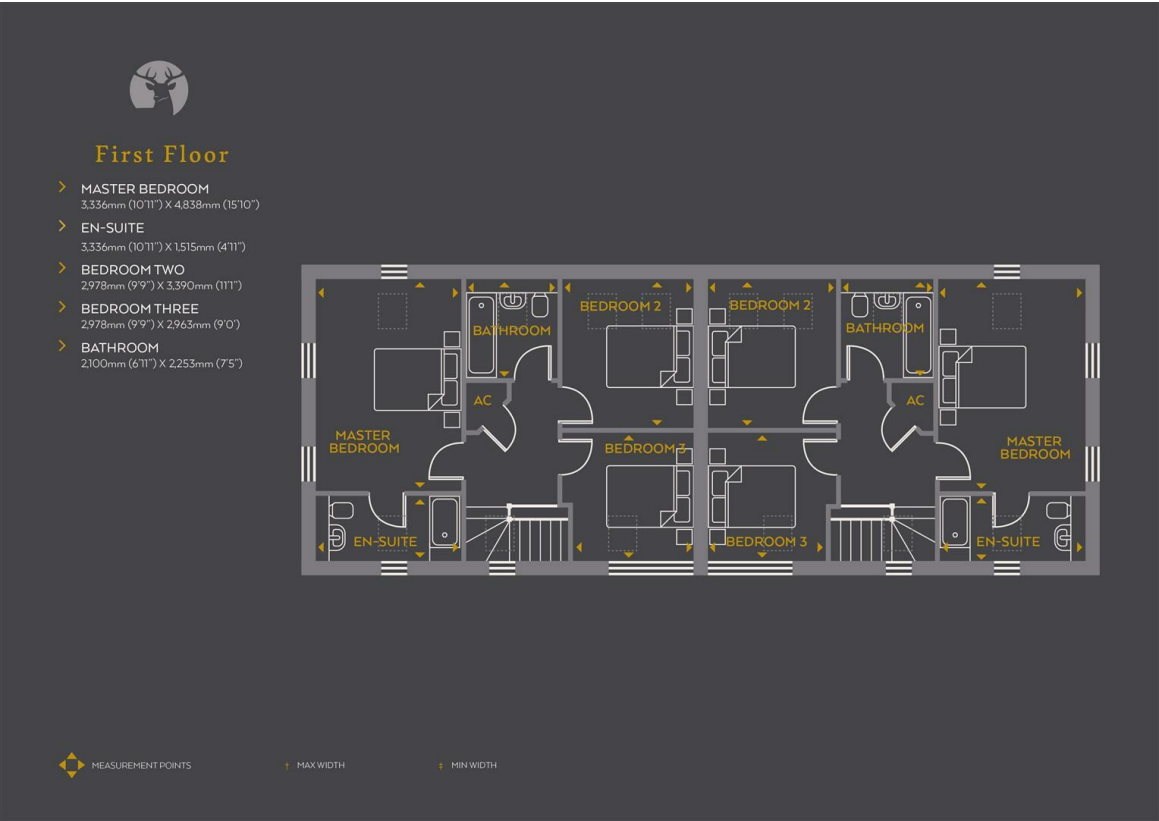 First Floor
MASTER BEDROOM
3,336mm (10'11") X 4,838mm (15'10")
EN-SUITE
3,336mm (10'11") X 1,515mm (4'11")
BEDROOM TWO
2,978mm (9'9") X 3,390mm (11'1")
BEDROOM THREE
2,978mm (9'9") X 2,963mm (9'0")
BATHROOM
2,100mm (6'11") X 2,253mm (7'5")
BEDROOM 2
BEDROOM 2
BATHROOM
BATHROOM
AC
AC
MASTER
BEDROOM
BEDROOM 3
MASTER
BEDROOM
EN-SUITE
BEDROOM 3
EN-SUITE
MEASUREMENT POINTS
† MAX WIDTH
‡ MIN WIDTH